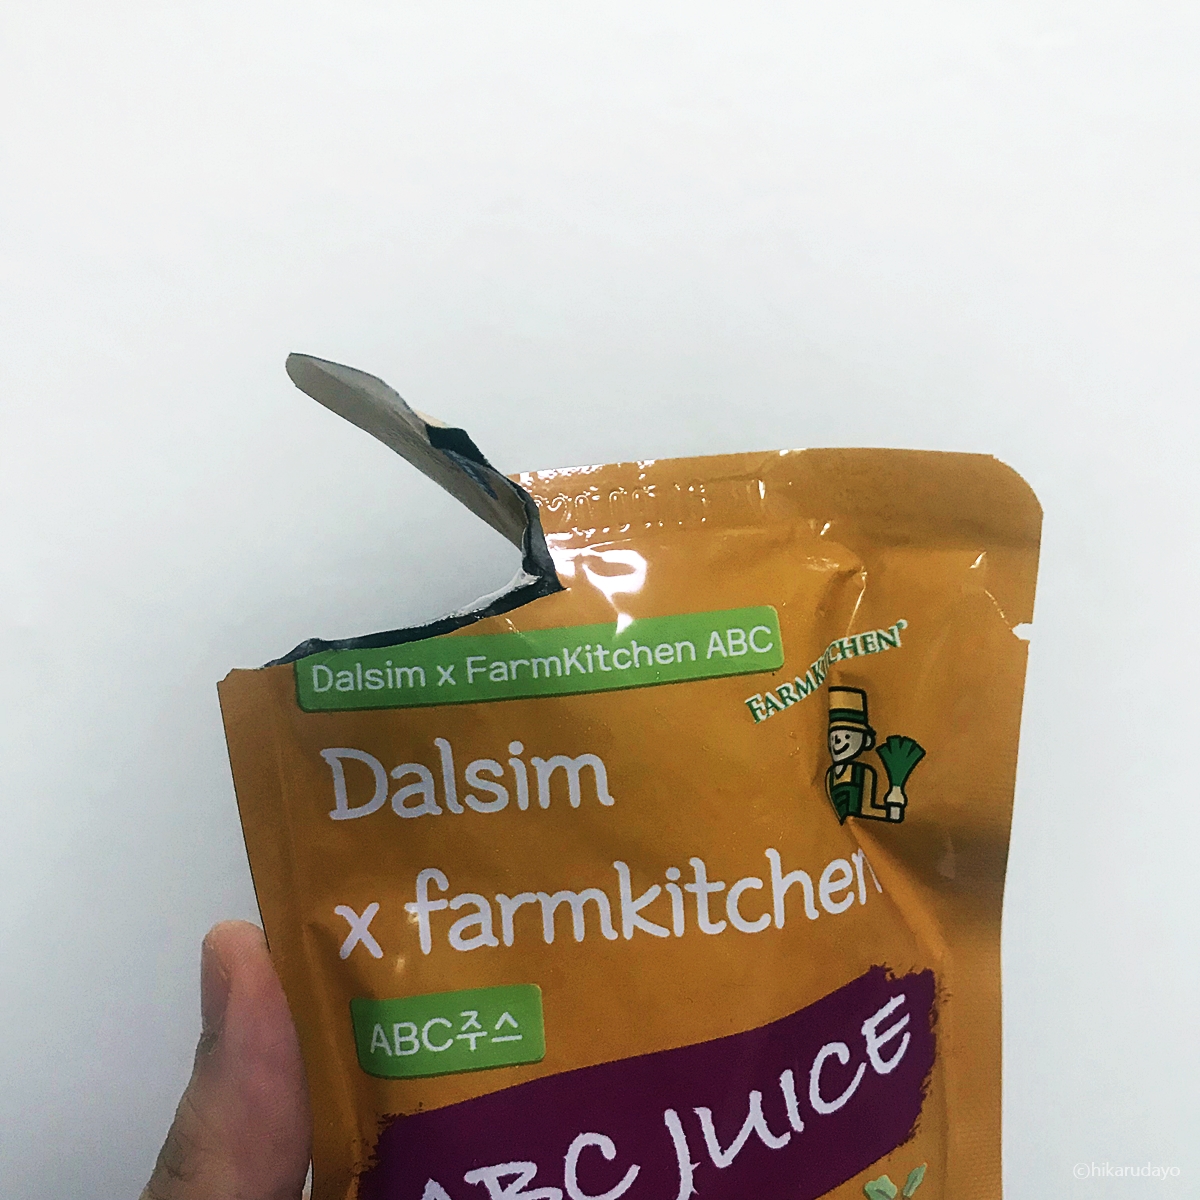 Dalsim x FarmKitchen ABC
FARMKITCHEN
Dalsim
x farmkitchen
ABC주스
ABC JUICE
©hikarudayo